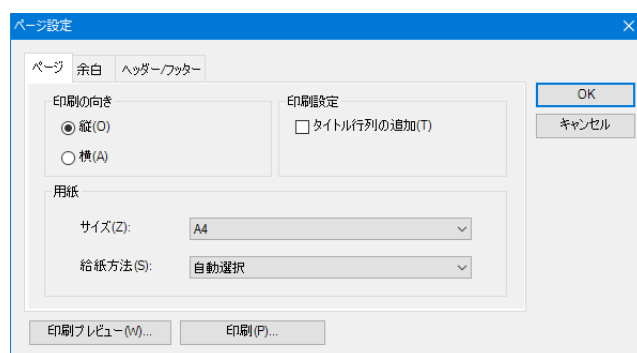 ページ設定
ページ 余白 ヘッダー/フッター
印刷の向き
縦(O)
横(A)
印刷設定
タイトル行列の追加(T)
OK
キャンセル
用紙
サイズ(Z): A4
給紙方法(S): 自動選択
印刷プレビュー(W)... 印刷(P)...